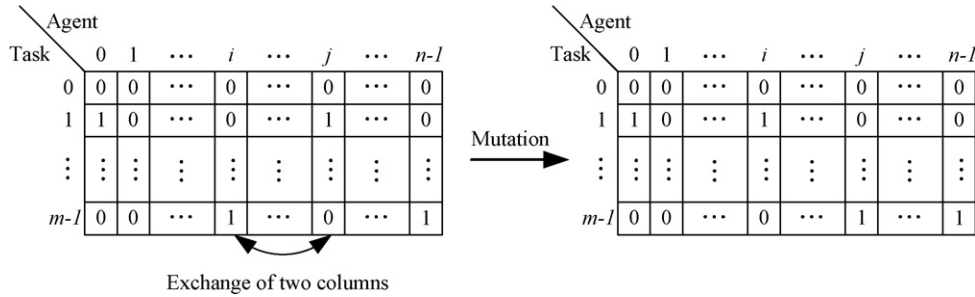 Agent Agent
Task 0 1 ··· i ··· j ··· n-1 Task 0 1 ··· i ··· j ··· n-1
0 0 0 ··· 0 ··· 0 ··· 0 0 0 0 ··· 0 ··· 0 ··· 0
1 1 0 ··· 0 ··· 1 ··· 0 1 1 0 ··· 1 ··· 0 ··· 0
Mutation
⋮ ⋮ ⋮ ⋮ ⋮ ⋮ ⋮ ⋮ ⋮ ⋮ ⋮ ⋮ ⋮ ⋮ ⋮ ⋮
m-1 0 0 ··· 1 ··· 0 ··· 1 m-1 0 0 ··· 0 ··· 1 ··· 1
Exchange of two columns